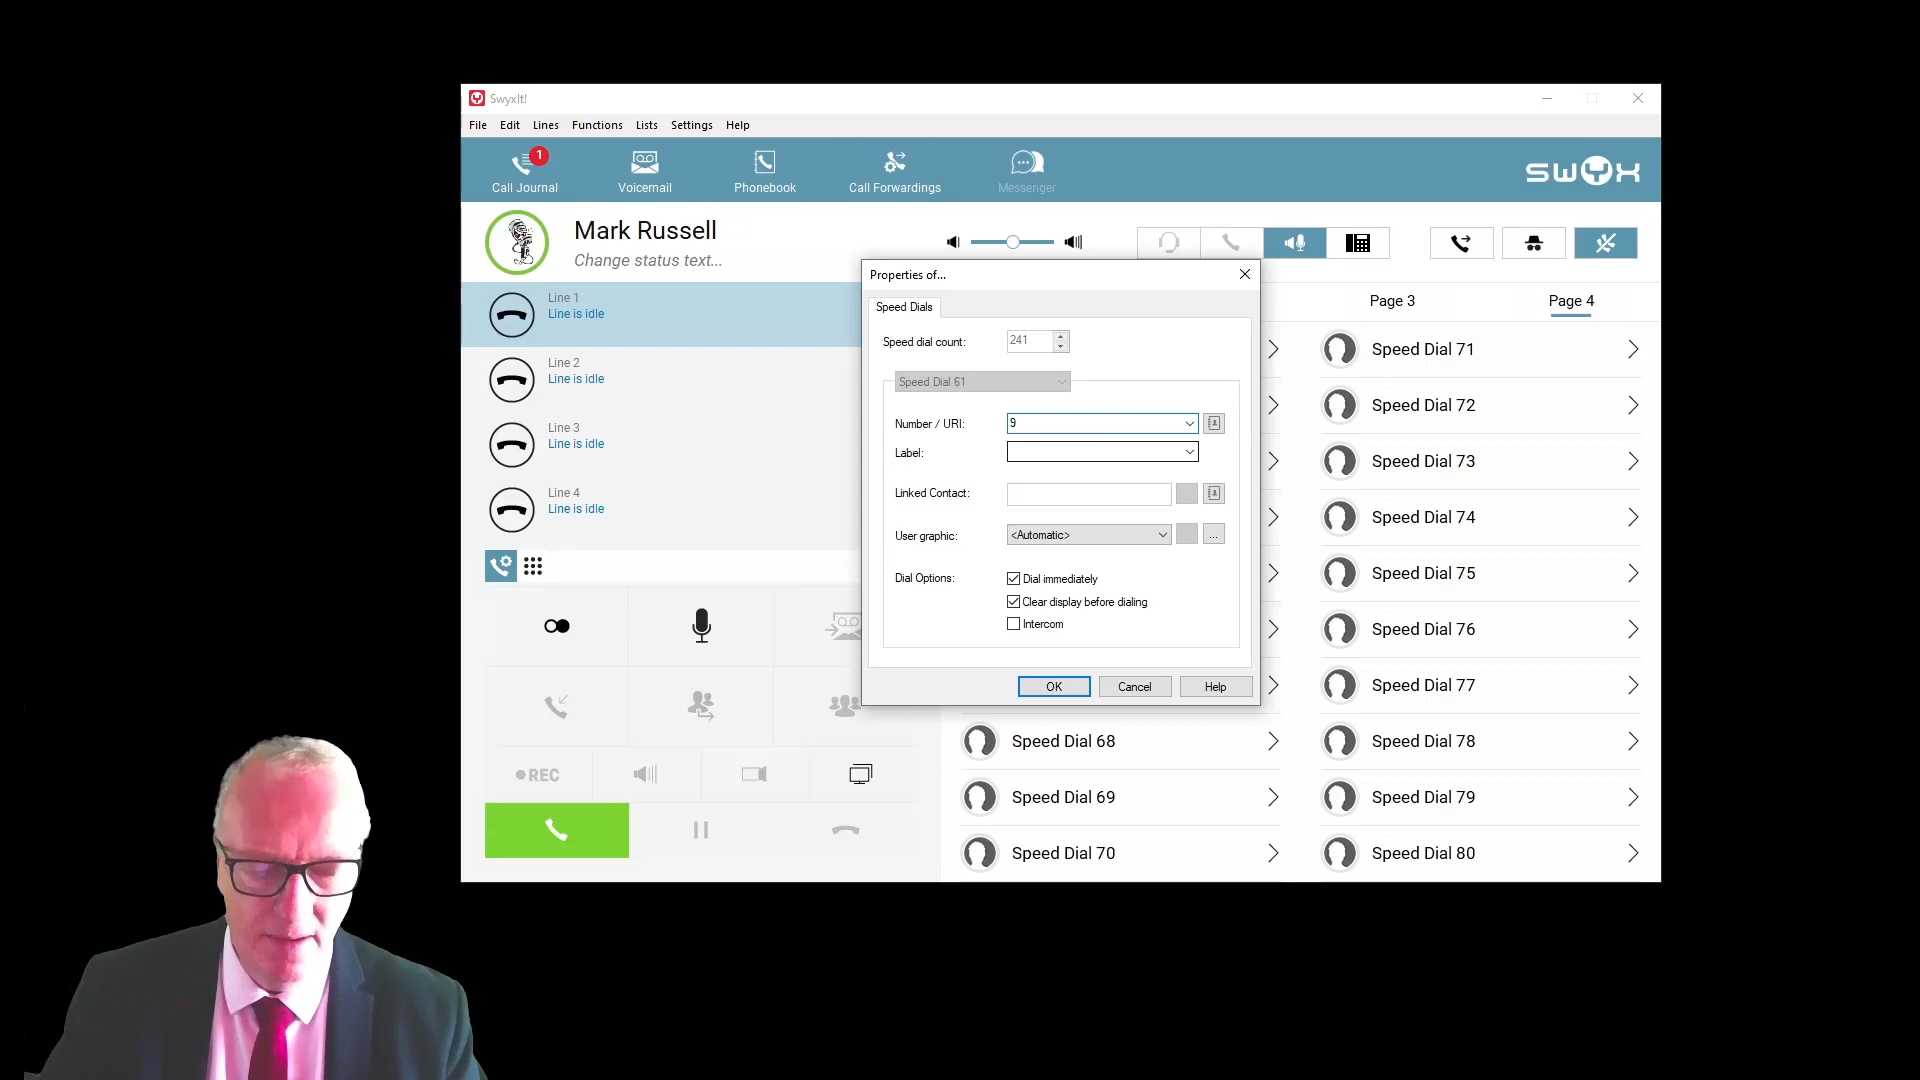 SwyxIt!
File Edit Lines Functions Lists Settings Help
1
Call Journal Voicemail Phonebook Call Forwardings Messenger
swyx
Mark Russell
Change status text...
Line 1
Line is idle
Line 2
Line is idle
Line 3
Line is idle
Line 4
Line is idle
REC
Properties of...
Speed Dials
Speed dial count: 241
Speed Dial 61
Number / URI: 9
Label:
Linked Contact:
User graphic: <Automatic> ...
Dial Options: Dial immediately
Clear display before dialing
Intercom
OK Cancel Help
Page 3 Page 4
Speed Dial 68
Speed Dial 69
Speed Dial 70
Speed Dial 71
Speed Dial 72
Speed Dial 73
Speed Dial 74
Speed Dial 75
Speed Dial 76
Speed Dial 77
Speed Dial 78
Speed Dial 79
Speed Dial 80